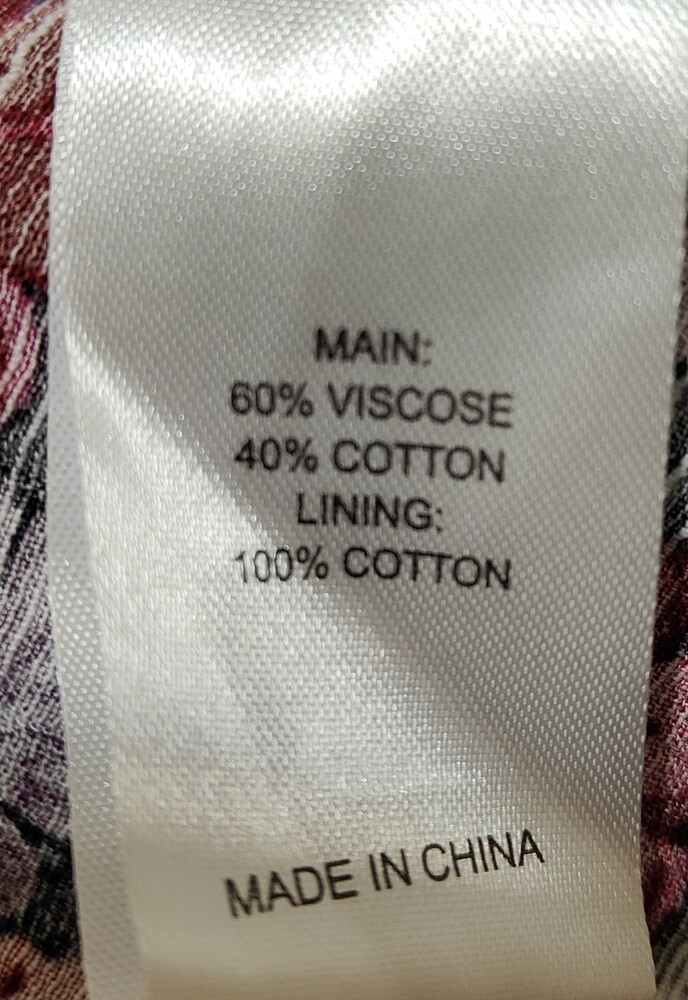 MAIN:
60% VISCOSE
40% COTTON
LINING:
100% COTTON
MADE IN CHINA